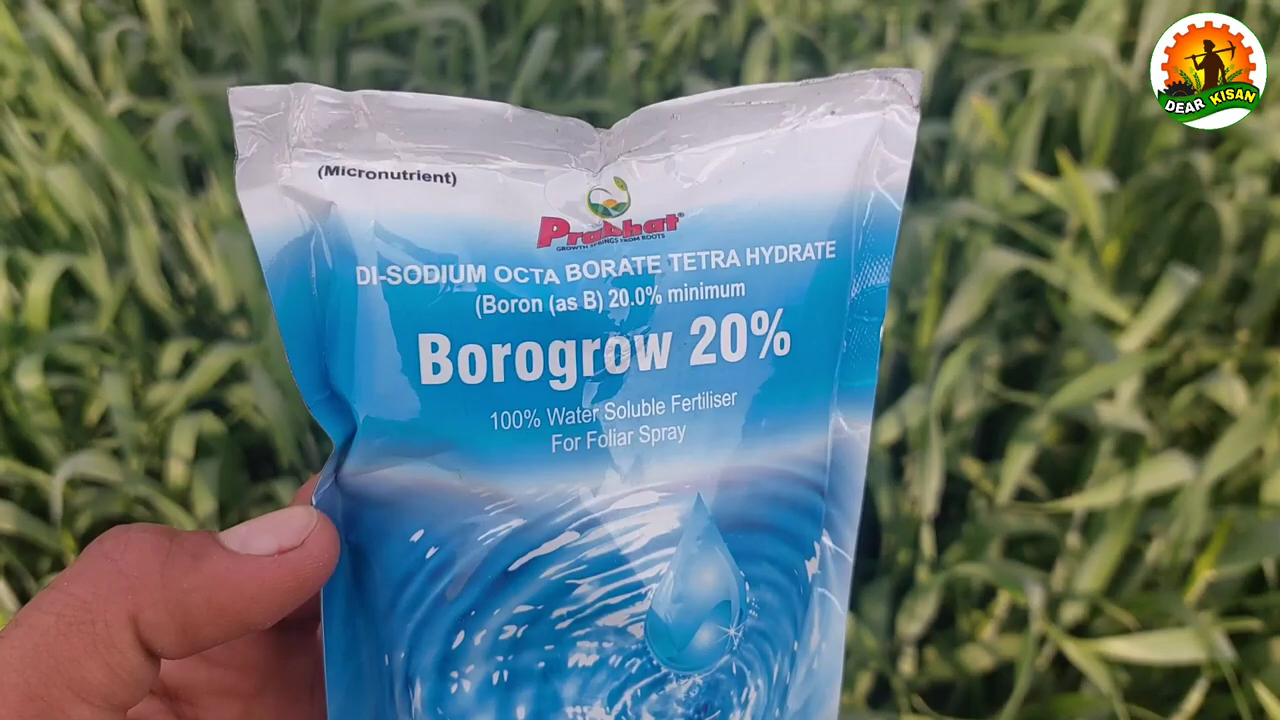 (Micronutrient)
Prabhat®
GROWTH SPRINGS FROM ROOTS
DI-SODIUM OCTA BORATE TETRA HYDRATE
(Boron (as B) 20.0% minimum
Borogrow 20%
100% Water Soluble Fertiliser
For Foliar Spray
DEAR KISAN